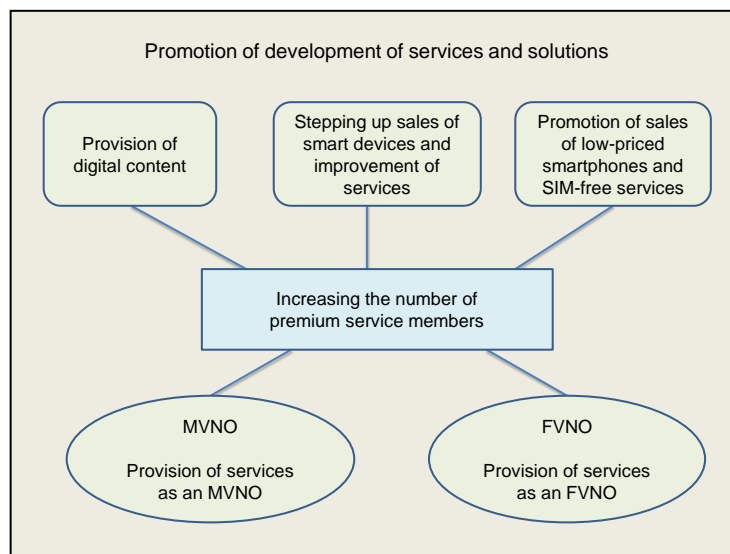 Promotion of development of services and solutions
Provision of
digital content
Stepping up sales of
smart devices and
improvement of
services
Promotion of sales
of low-priced
smartphones and
SIM-free services
Increasing the number of
premium service members
MVNO
Provision of services
as an MVNO
FVNO
Provision of services
as an FVNO